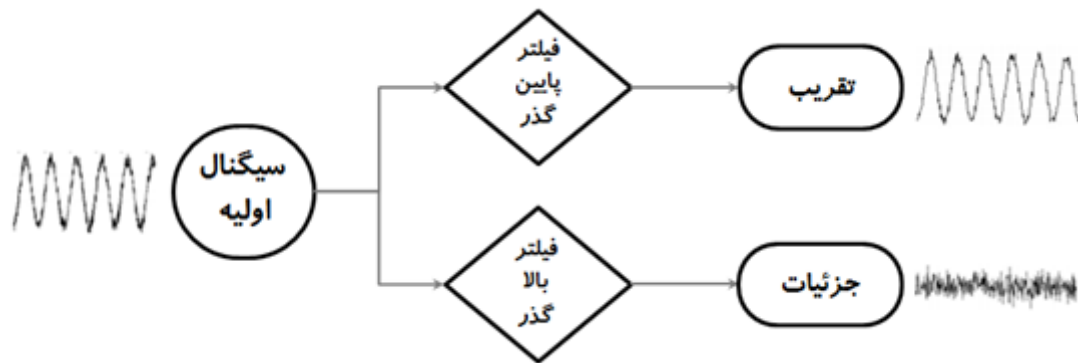 سیگنال
اولیه
فیلتر
پایین
گذر
تقریب
فیلتر
بالا
گذر
جزئیات